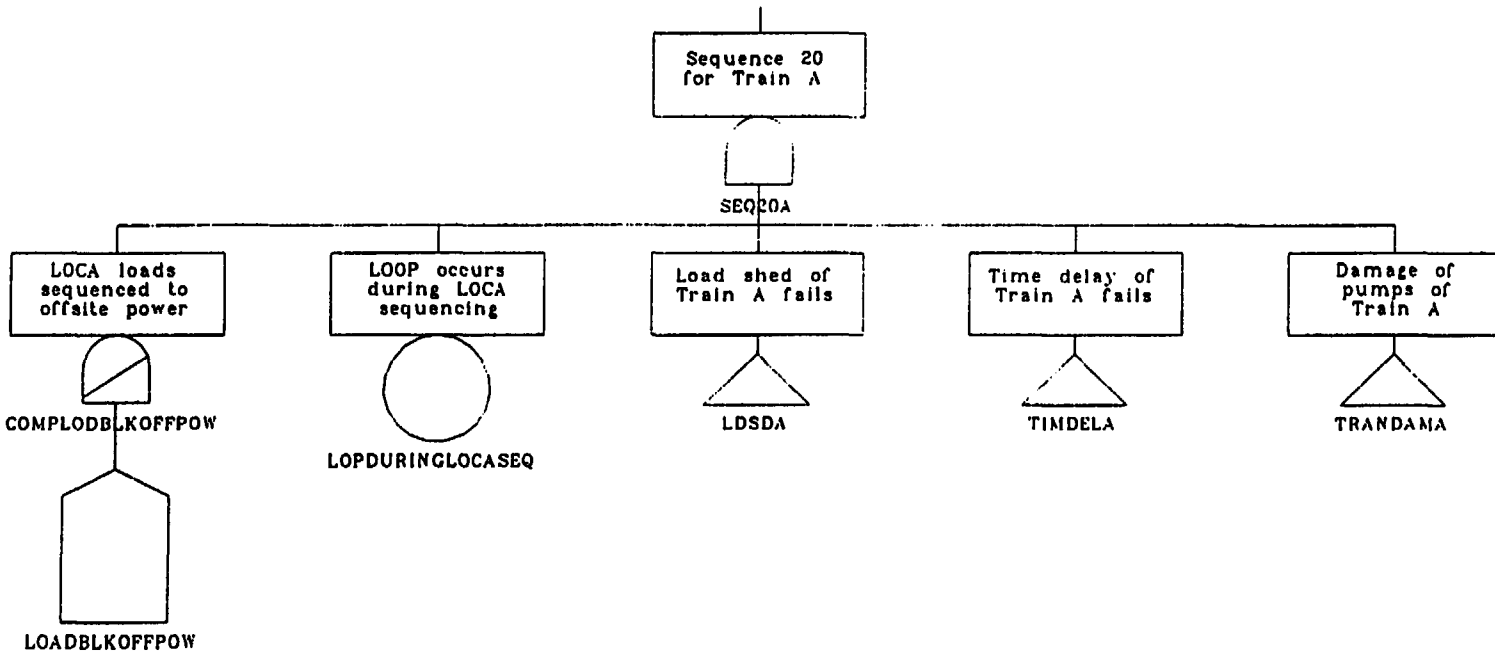 Sequence 20
for Train A
SEQ20A
LOCA loads
sequenced to
offsite power
LOOP occurs
during LOCA
sequencing
Load shed of
Train A fails
Time delay of
Train A fails
Damage of
pumps of
Train A
COMPLODBLKOFFPOW
LOPDURINGLOCASEQ
LDSDA
TIMDELA
TRANDAMA
LOADBLKOFFPOW